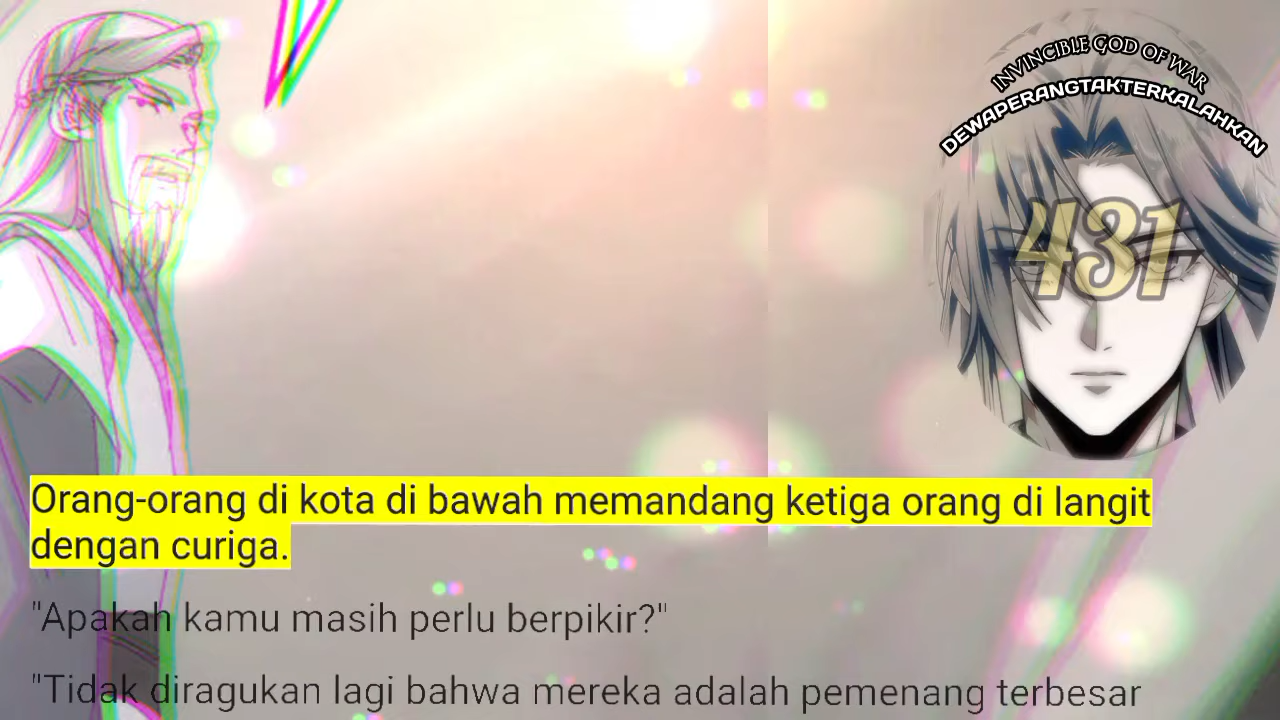 INVINCIBLE GOD OF WAR
DEWAPERANGTAKTERKALAHKAN
431
Orang-orang di kota di bawah memandang ketiga orang di langit
dengan curiga.
"Apakah kamu masih perlu berpikir?"
"Tidak diragukan lagi bahwa mereka adalah pemenang terbesar